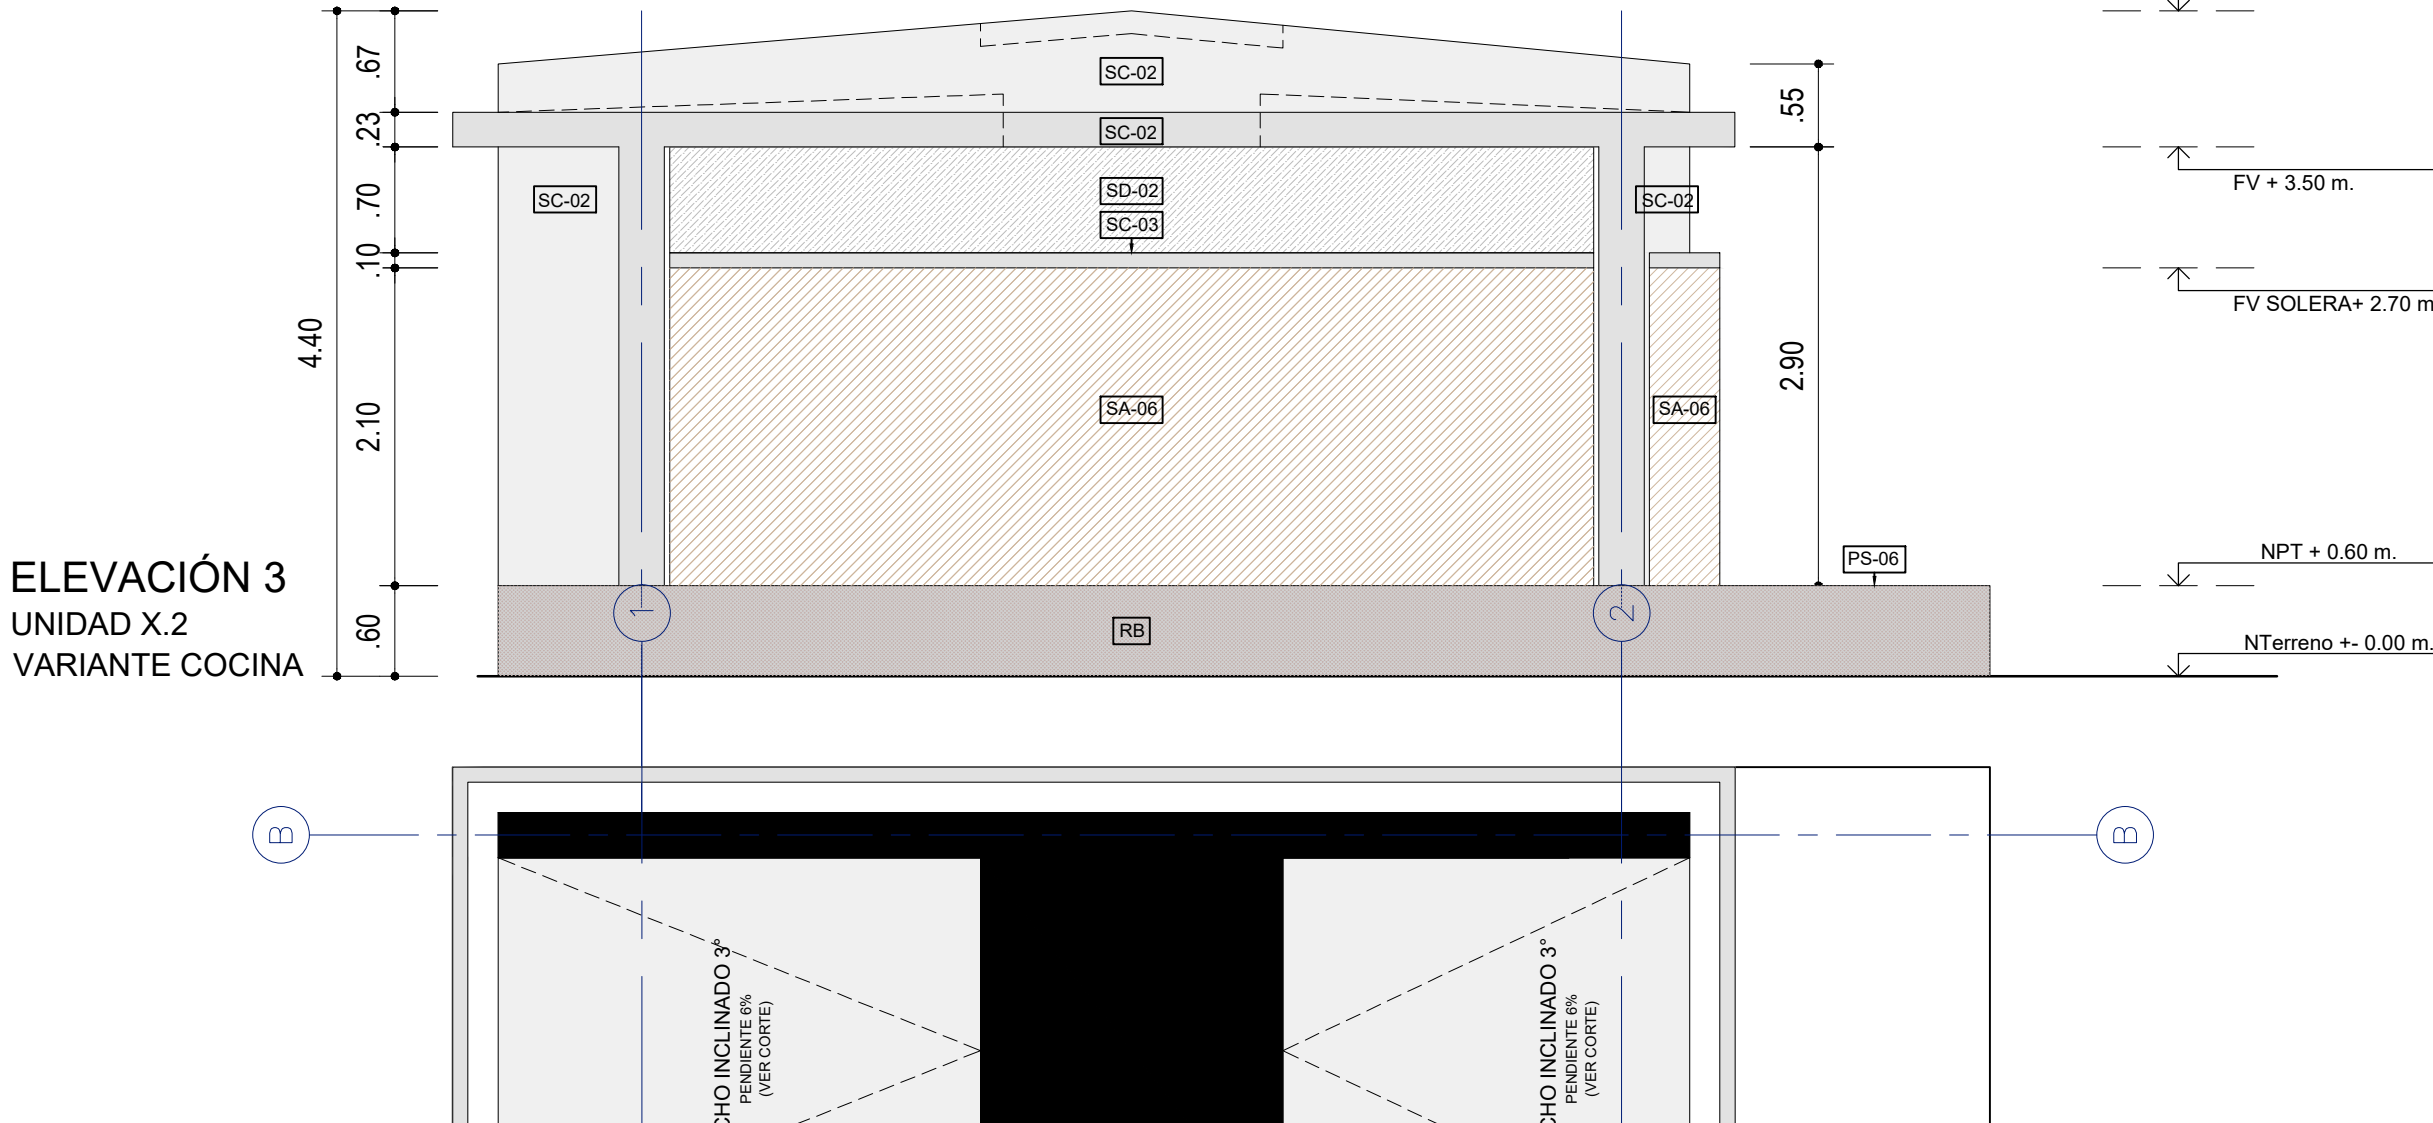 .67
.23
.70
.10
2.10
.60
4.40
SC-02
SC-02
SC-02
SD-02
SC-03
SC-02
SA-06
SA-06
.55
2.90
PS-06
RB
1
2
FV + 3.50 m.
FV SOLERA+ 2.70 m
NPT + 0.60 m.
NTerreno +- 0.00 m.
ELEVACIÓN 3
UNIDAD X.2
VARIANTE COCINA
B
B
CHO INCLINADO 3°
PENDIENTE 6%
(VER CORTE)
CHO INCLINADO 3°
PENDIENTE 6%
(VER CORTE)